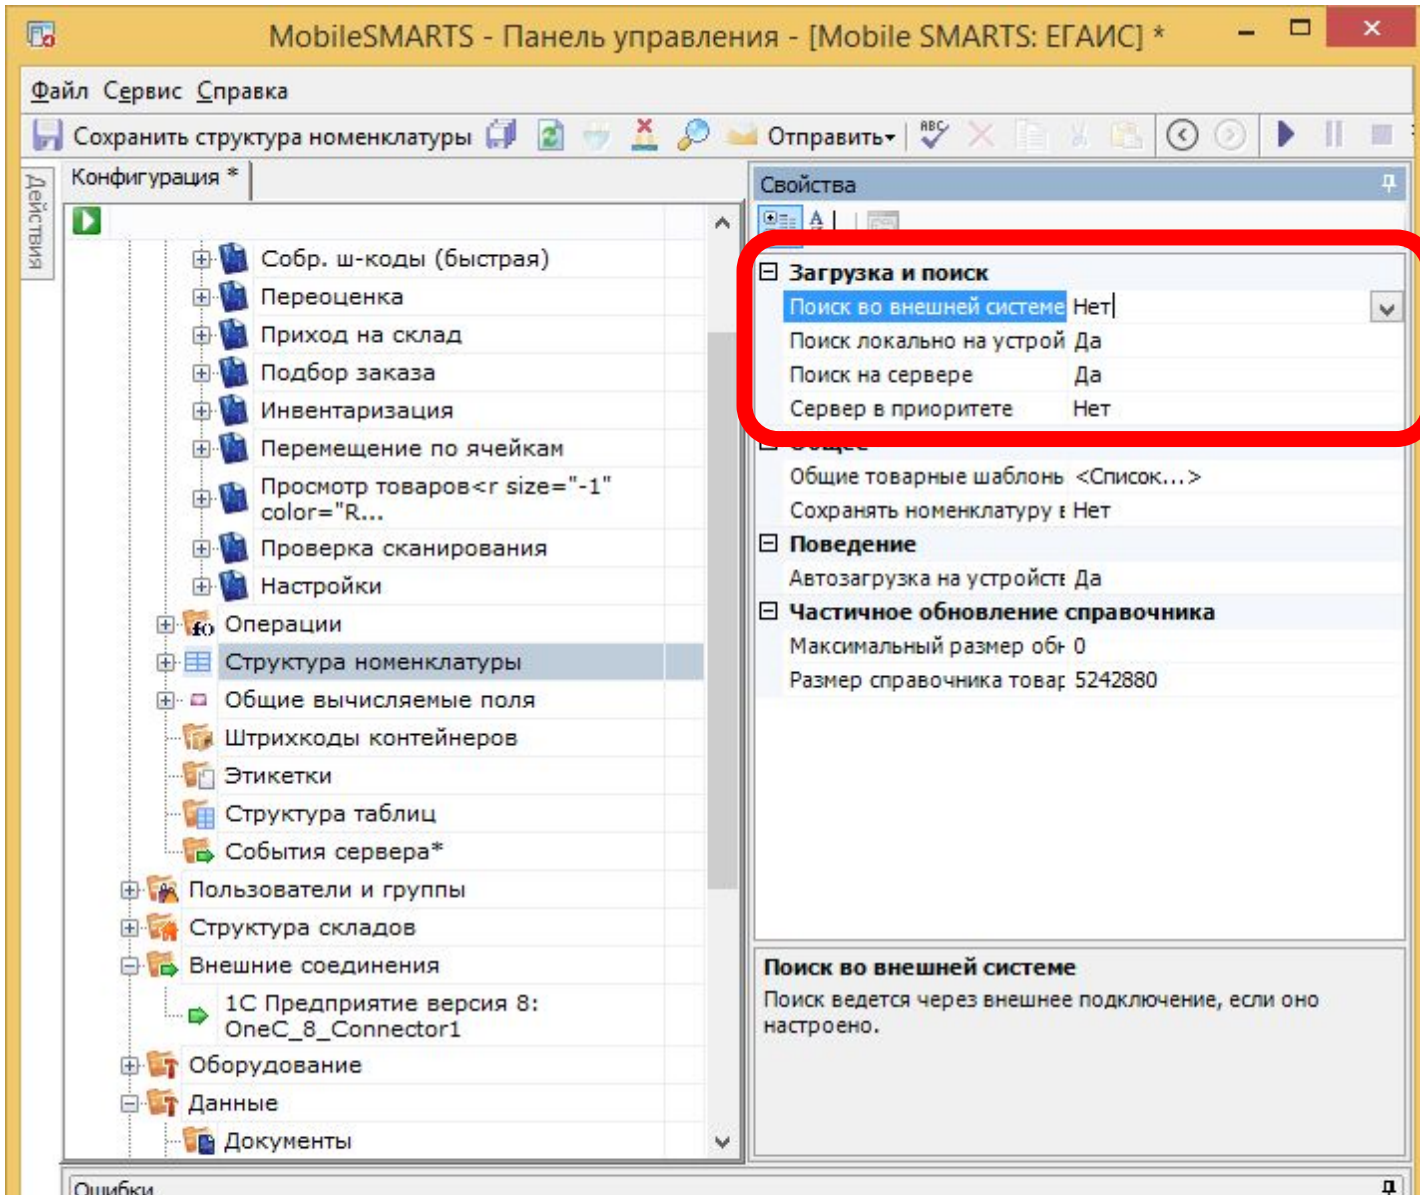 MobileSMARTS - Панель управления - [Mobile SMARTS: ЕГАИС] *
Файл Сервис Справка
Сохранить структура номенклатуры Отправить ABC
Действия
Конфигурация *
Собр. ш-коды (быстрая)
Переоценка
Приход на склад
Подбор заказа
Инвентаризация
Перемещение по ячейкам
Просмотр товаров<r size="-1"
color="R...
Проверка сканирования
Настройки
Операции
Структура номенклатуры
Общие вычисляемые поля
Штрихкоды контейнеров
Этикетки
Структура таблиц
События сервера*
Пользователи и группы
Структура складов
Внешние соединения
1С Предприятие версия 8:
OneC_8_Connector1
Оборудование
Данные
Документы
Свойства
Загрузка и поиск
Поиск во внешней системе Нет
Поиск локально на устрой Да
Поиск на сервере Да
Сервер в приоритете Нет
Общее
Общие товарные шаблоны <Список...>
Сохранять номенклатуру в Нет
Поведение
Автозагрузка на устройств Да
Частичное обновление справочника
Максимальный размер обн 0
Размер справочника товар 5242880
Поиск во внешней системе
Поиск ведется через внешнее подключение, если оно
настроено.
Ошибки